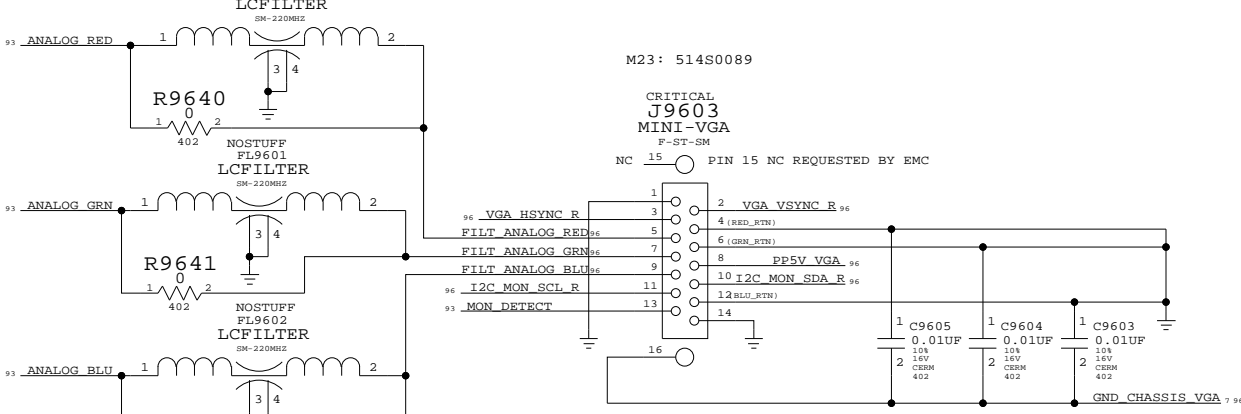 LCFILTER
SM-220MHZ
93 ANALOG_RED 1 2
3 4
R9640
0
1 2
402
NOSTUFF
FL9601
LCFILTER
SM-220MHZ
93 ANALOG_GRN 1 2
3 4
R9641
0
1 2
402
NOSTUFF
FL9602
LCFILTER
SM-220MHZ
93 ANALOG_BLU 1 2
3 4
M23: 514S0089
CRITICAL
J9603
MINI-VGA
F-ST-SM
NC 15 PIN 15 NC REQUESTED BY EMC
1
2 VGA_VSYNC_R 96
96 VGA_HSYNC_R 3
4 (RED_RTN)
FILT_ANALOG_RED 96 5
6 (GRN_RTN)
FILT_ANALOG_GRN 96 7
8 PP5V_VGA 96
FILT_ANALOG_BLU 96 9
10 I2C_MON_SDA_R 96
96 I2C_MON_SCL_R 11
12 (BLU_RTN)
93 MON_DETECT 13
14
16
1 C9605
0.01UF
10%
16V
2 CERM
402
1 C9604
0.01UF
10%
16V
2 CERM
402
1 C9603
0.01UF
10%
16V
2 CERM
402
GND_CHASSIS_VGA 7 96